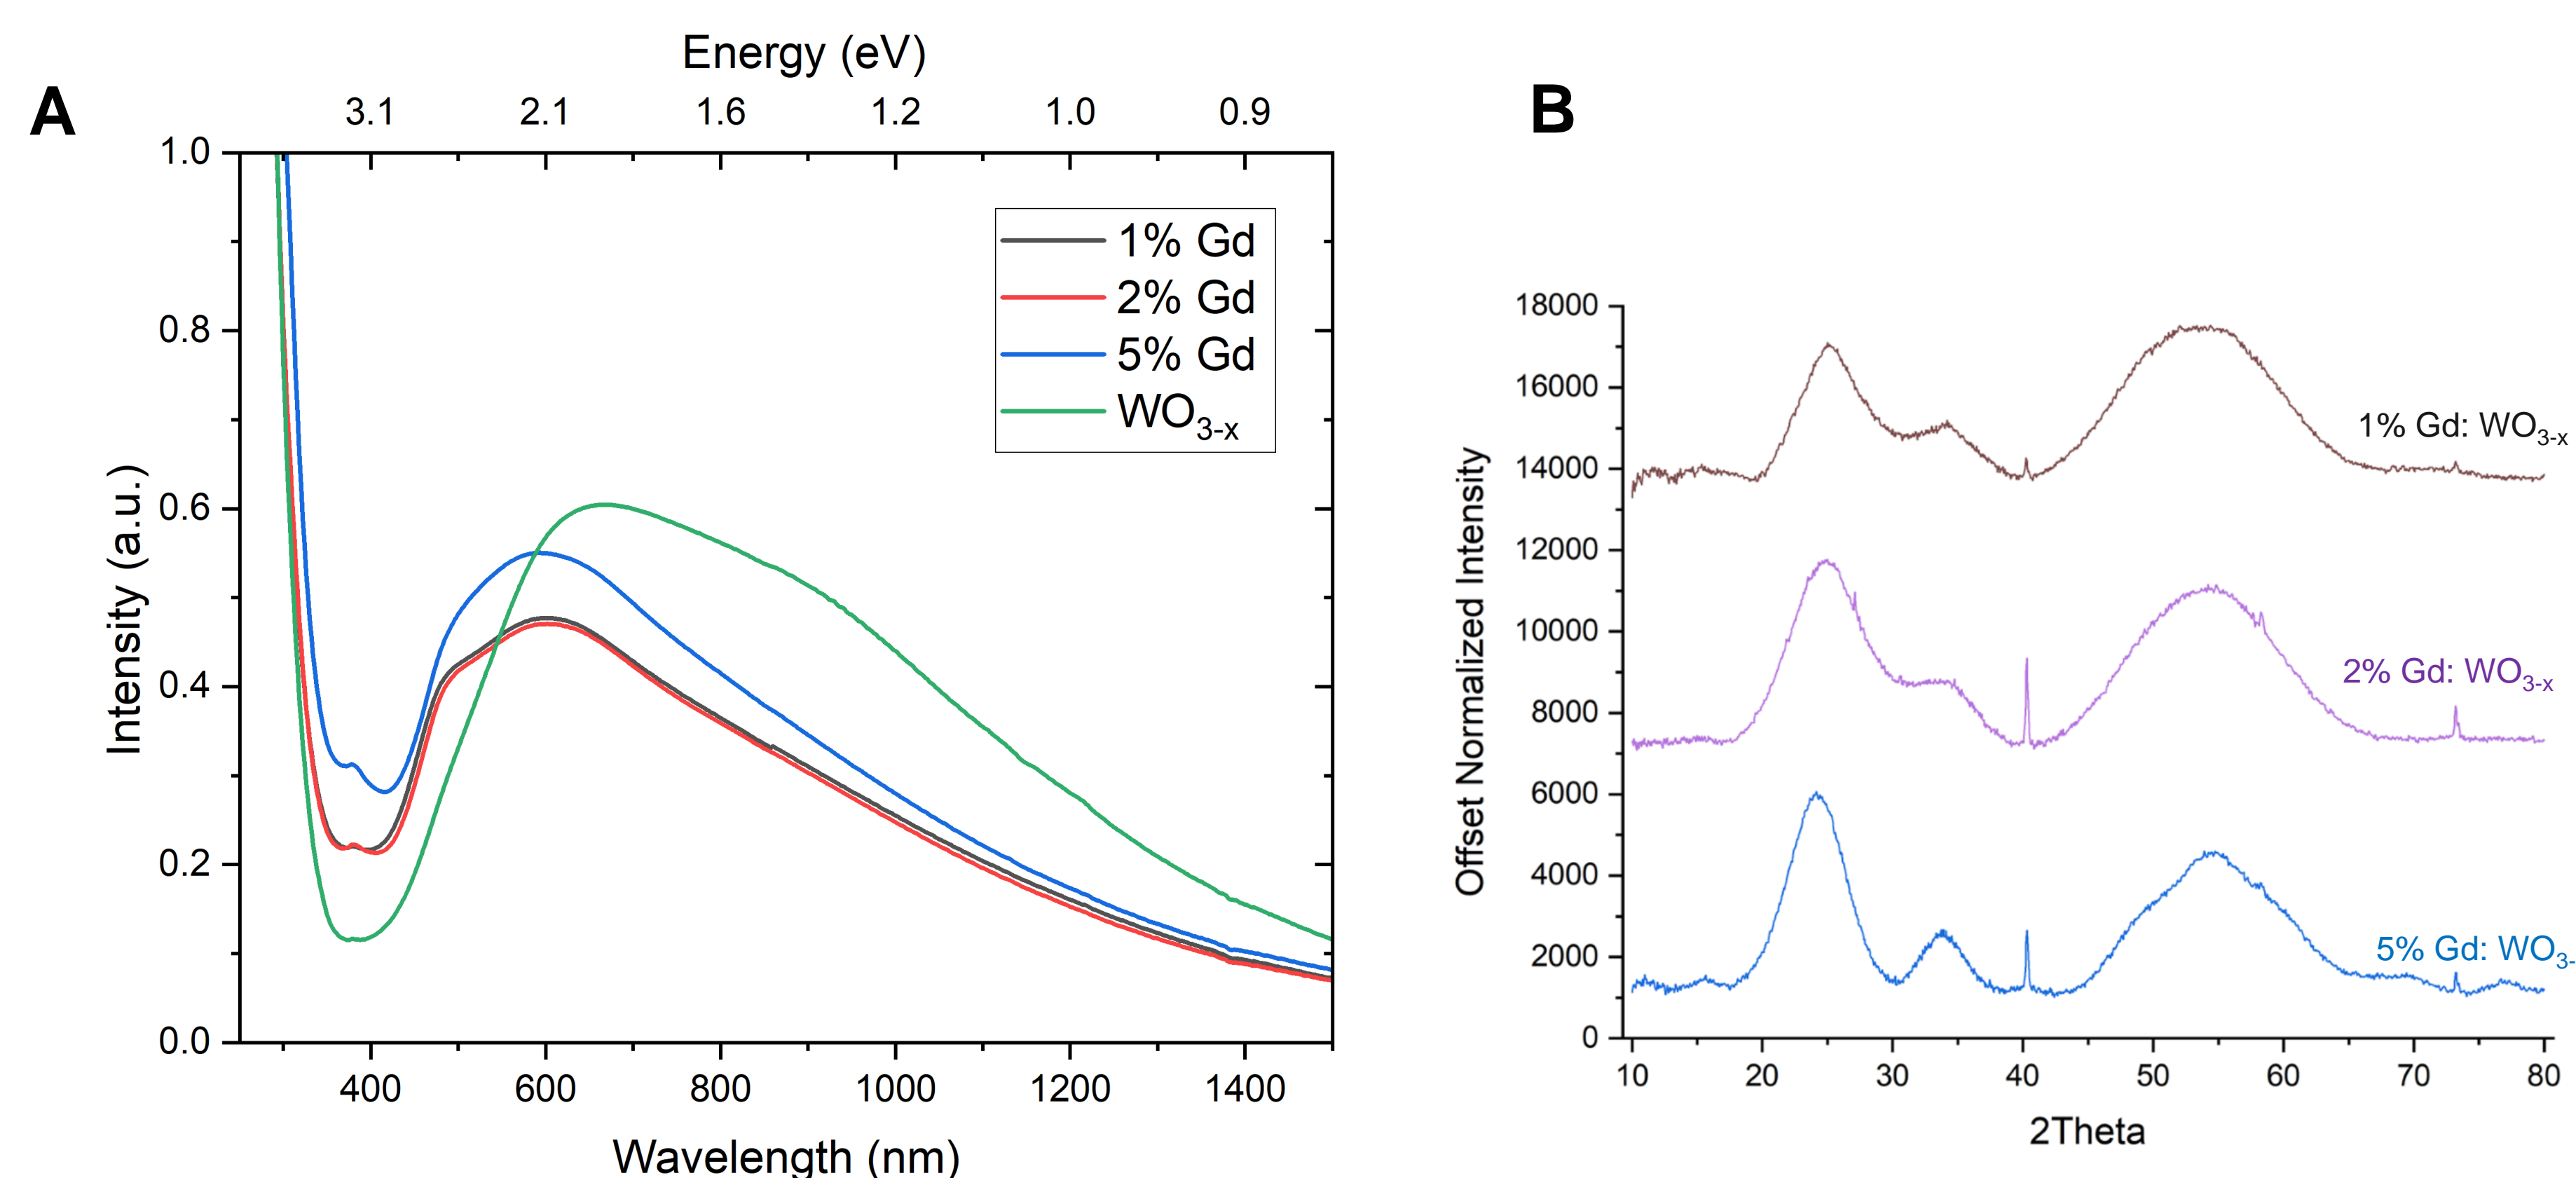 A
Energy (eV)
3.1 2.1 1.6 1.2 1.0 0.9
1.0
0.8
0.6
0.4
0.2
0.0
Intensity (a.u.)
1% Gd
2% Gd
5% Gd
WO3-x
400 600 800 1000 1200 1400
Wavelength (nm)
B
18000
16000
14000
12000
10000
8000
6000
4000
2000
0
Offset Normalized Intensity
1% Gd: WO3-x
2% Gd: WO3-x
5% Gd: WO3-
10 20 30 40 50 60 70 80
2Theta